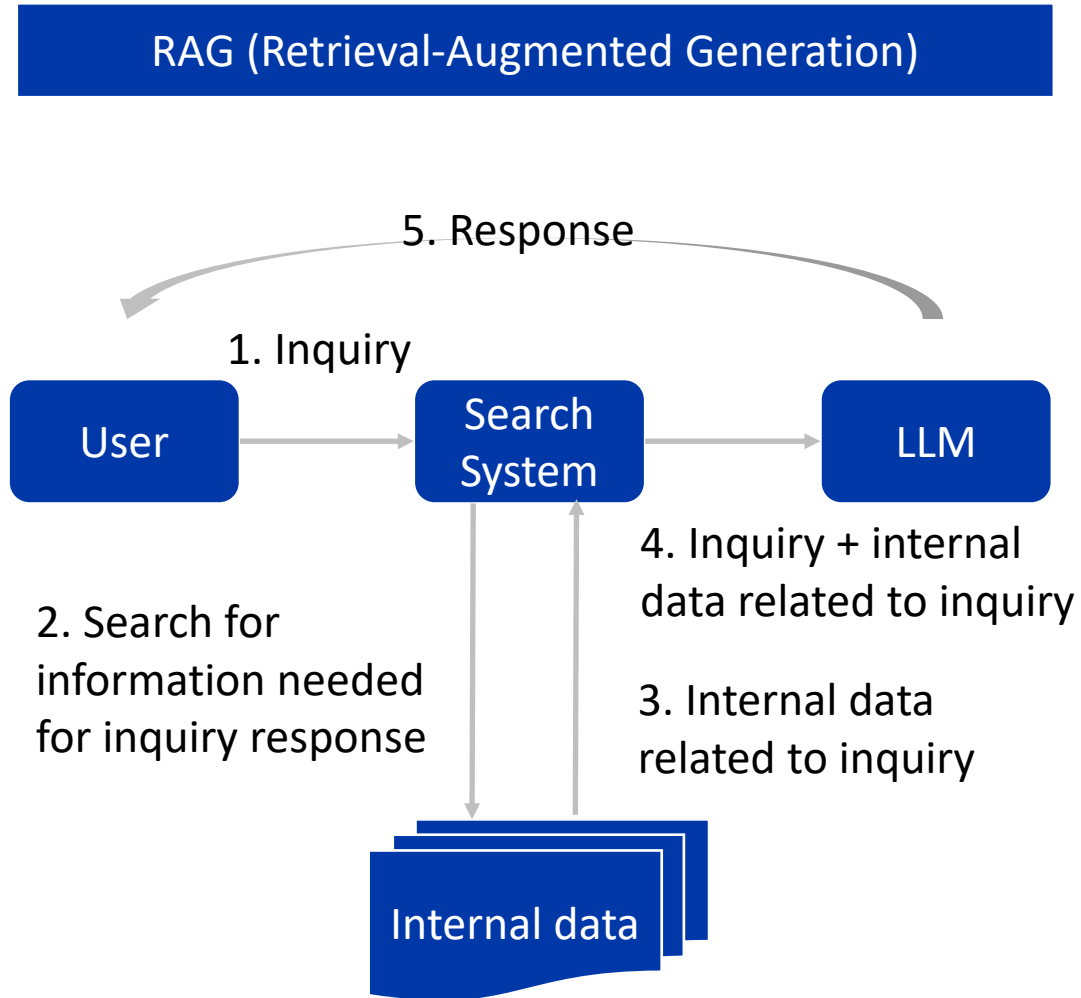 RAG (Retrieval-Augmented Generation)
5. Response
1. Inquiry
User
Search
System
LLM
4. Inquiry + internal
data related to inquiry
2. Search for
information needed
for inquiry response
3. Internal data
related to inquiry
Internal data